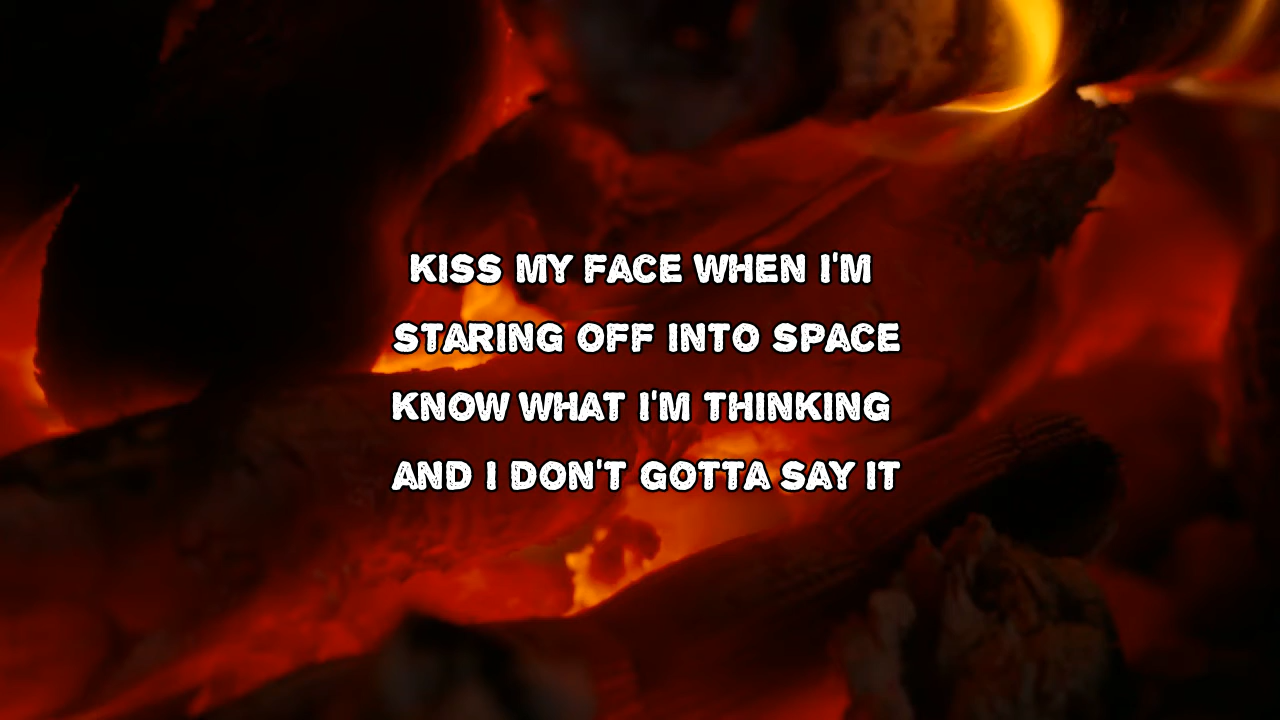 KISS MY FACE WHEN I'M
STARING OFF INTO SPACE
KNOW WHAT I'M THINKING
AND I DON'T GOTTA SAY IT